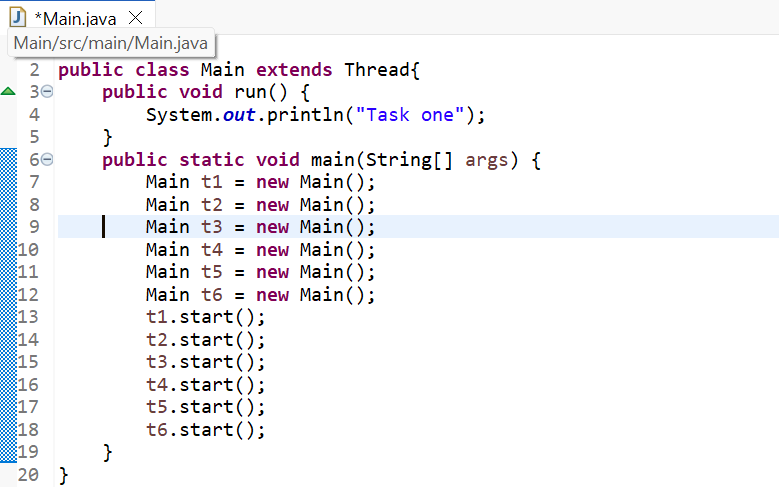 *Main.java
Main/src/main/Main.java
2 public class Main extends Thread{
3 public void run() {
4 System.out.println("Task one");
5 }
6 public static void main(String[] args) {
7 Main t1 = new Main();
8 Main t2 = new Main();
9 Main t3 = new Main();
10 Main t4 = new Main();
11 Main t5 = new Main();
12 Main t6 = new Main();
13 t1.start();
14 t2.start();
15 t3.start();
16 t4.start();
17 t5.start();
18 t6.start();
19 }
20 }